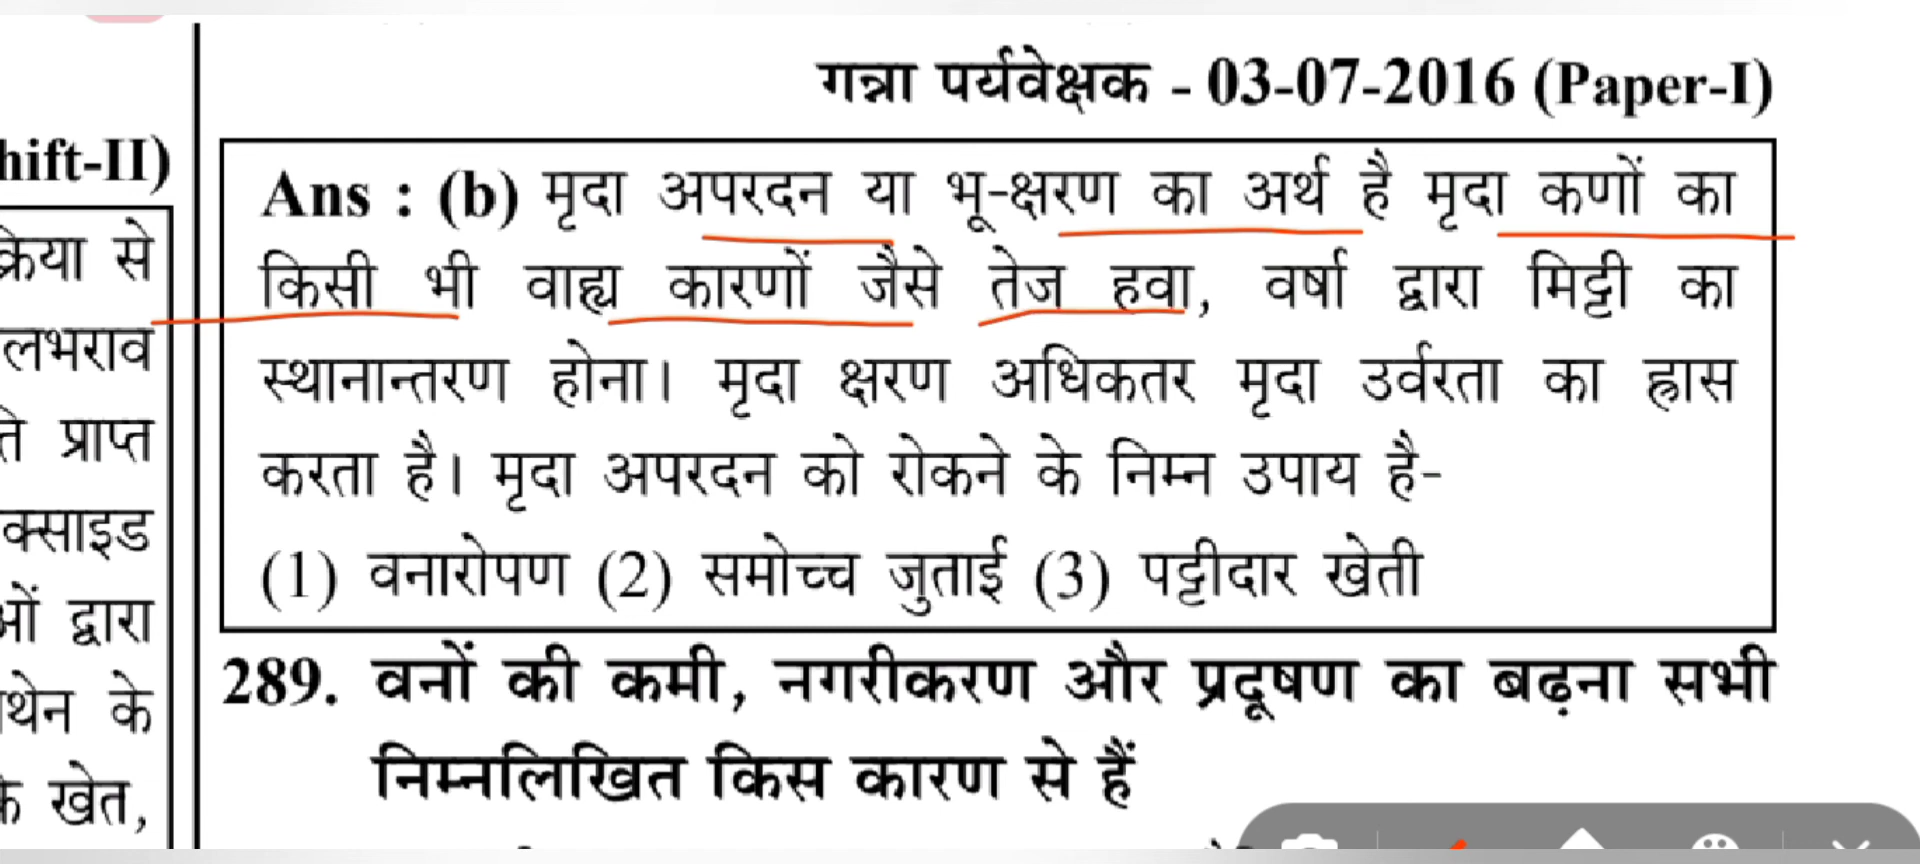 गन्ना पर्यवेक्षक - 03-07-2016 (Paper-I)
hift-II)
क्रिया से
लभराव
ति प्राप्त
क्साइड
ओं द्वारा
थेन के
के खेत,
Ans : (b) मृदा अपरदन या भू-क्षरण का अर्थ है मृदा कणों का
किसी भी वाह्य कारणों जैसे तेज हवा, वर्षा द्वारा मिट्टी का
स्थानान्तरण होना। मृदा क्षरण अधिकतर मृदा उर्वरता का ह्रास
करता है। मृदा अपरदन को रोकने के निम्न उपाय है-
(1) वनारोपण (2) समोच्च जुताई (3) पट्टीदार खेती
289. वनों की कमी, नगरीकरण और प्रदूषण का बढ़ना सभी
निम्नलिखित किस कारण से हैं